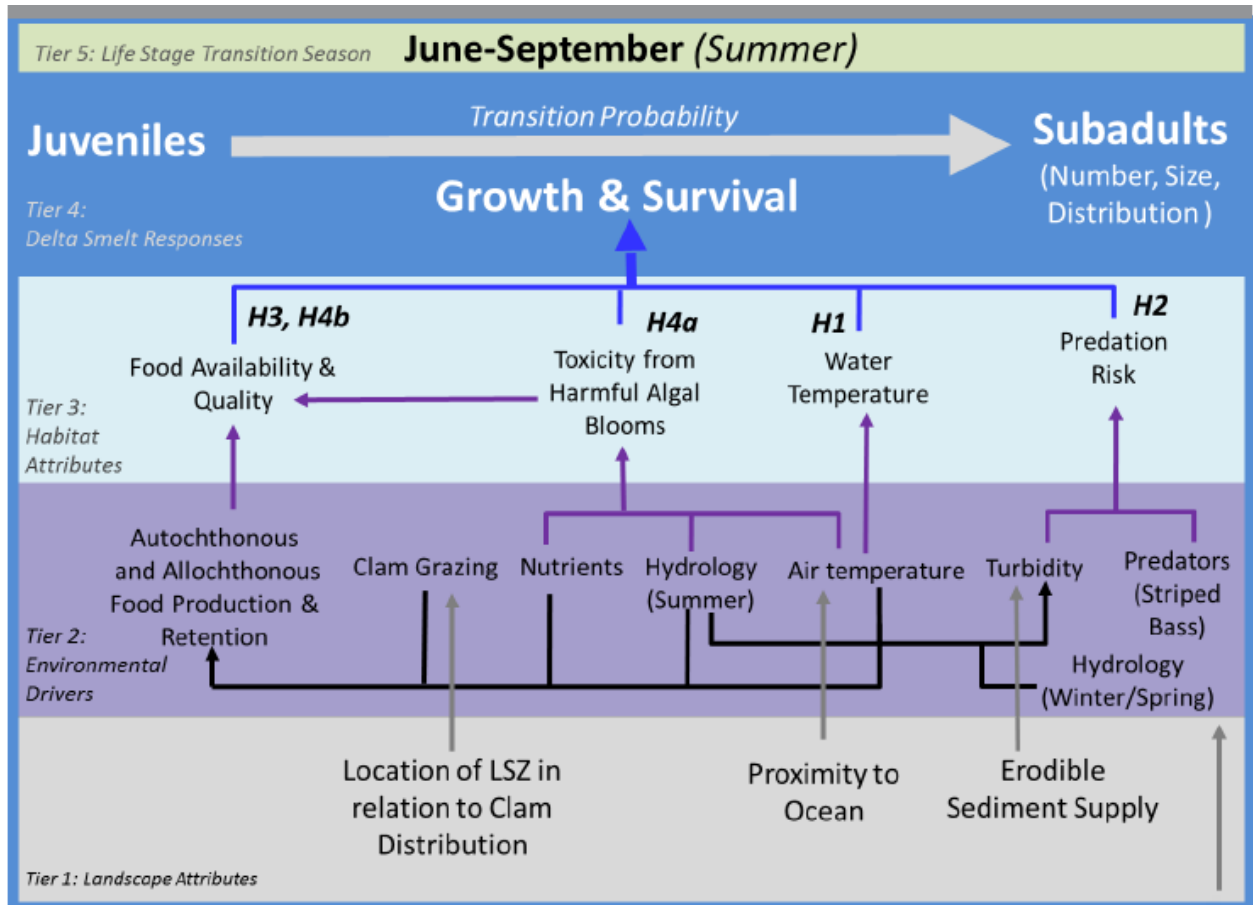 Tier 5: Life Stage Transition Season June-September (Summer)
Transition Probability
Juveniles
Subadults
(Number, Size,
Distribution )
Growth & Survival
Tier 4:
Delta Smelt Responses
H3, H4b
H4a
H1
H2
Food Availability &
Quality
Toxicity from
Harmful Algal
Blooms
Water
Temperature
Predation
Risk
Tier 3:
Habitat
Attributes
Autochthonous
and Allochthonous
Food Production &
Retention
Clam Grazing
Nutrients
Hydrology
(Summer)
Air temperature
Turbidity
Predators
(Striped
Bass)
Hydrology
(Winter/Spring)
Tier 2:
Environmental
Drivers
Location of LSZ in
relation to Clam
Distribution
Proximity to
Ocean
Erodible
Sediment Supply
Tier 1: Landscape Attributes